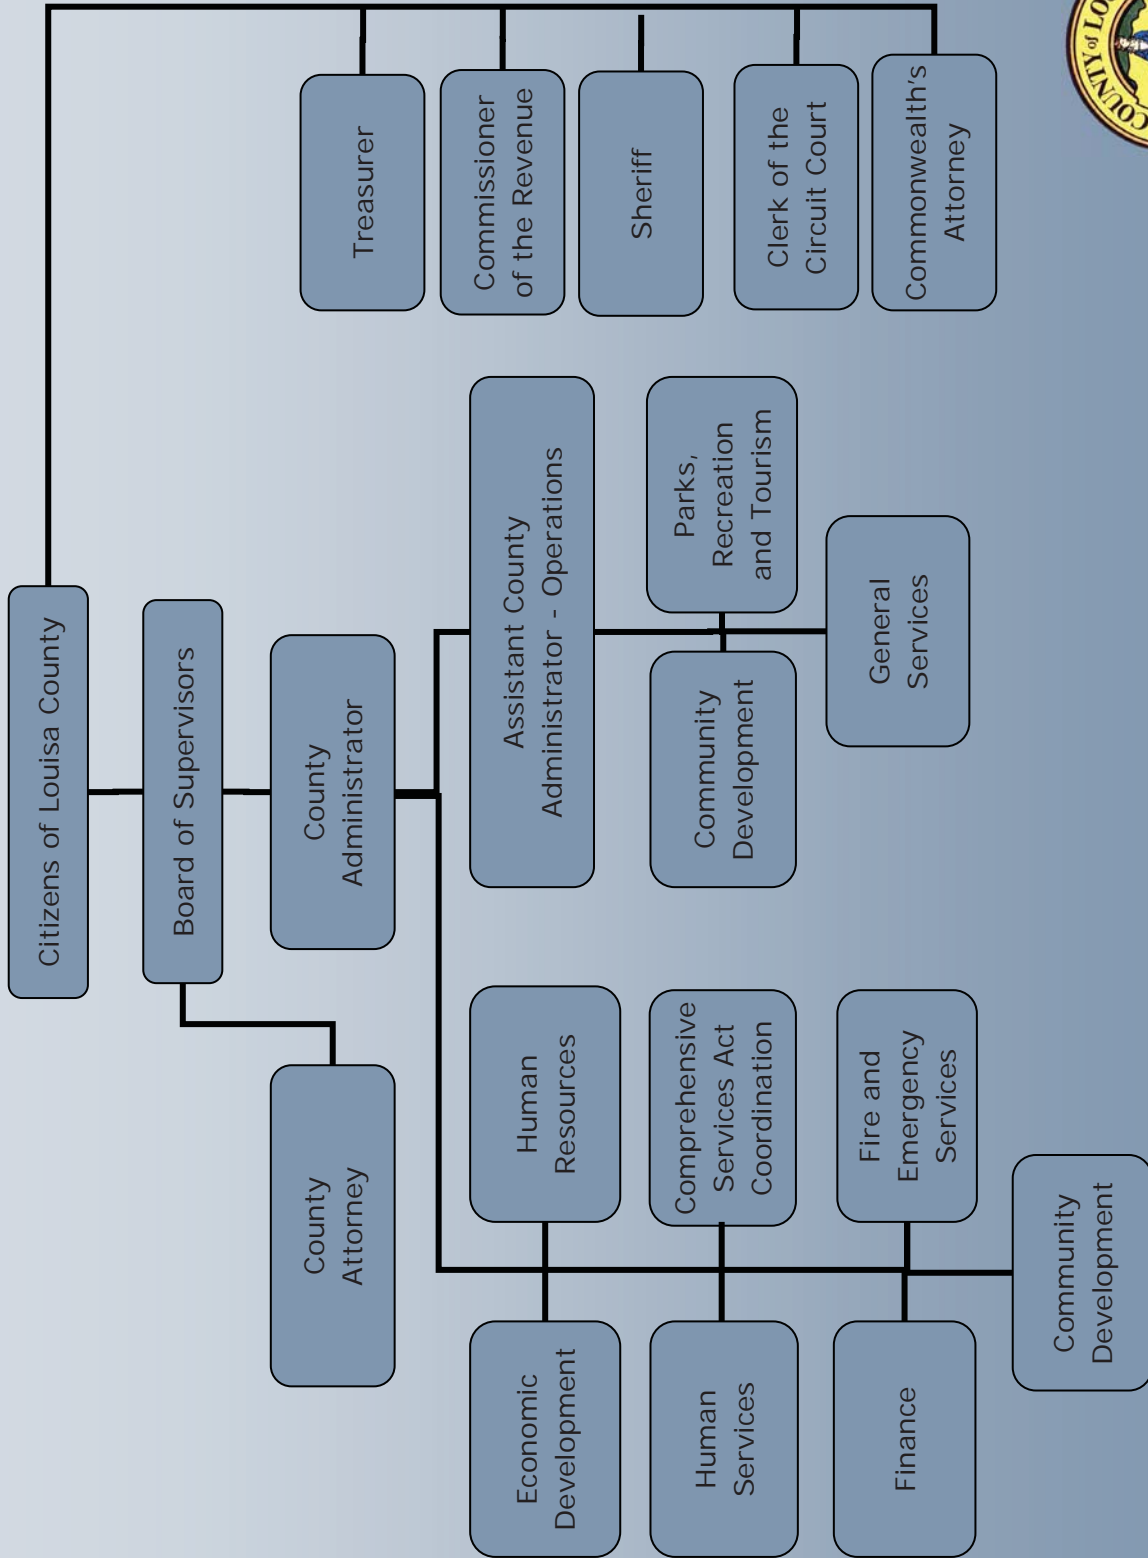 Citizens of Louisa County
Board of Supervisors
County
Attorney
County
Administrator
Economic
Development
Human
Resources
Human
Services
Comprehensive
Services Act
Coordination
Finance
Fire and
Emergency
Services
Community
Development
Assistant County
Administrator - Operations
Community
Development
Parks,
Recreation
and Tourism
General
Services
Treasurer
Commissioner
of the Revenue
Sheriff
Clerk of the
Circuit Court
Commonwealth's
Attorney
COUNTY of